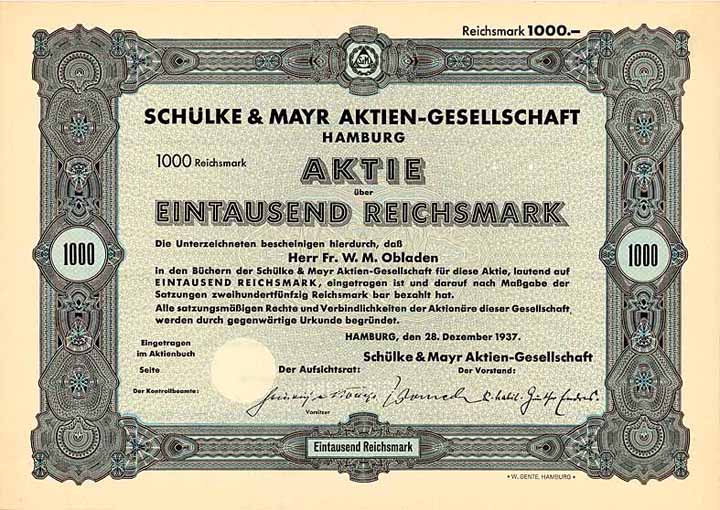 Reichsmark 1000.–
S&M
SCHÜLKE & MAYR AKTIEN-GESELLSCHAFT
HAMBURG
1000 Reichsmark
AKTIE
über
EINTAUSEND REICHSMARK
Die Unterzeichneten bescheinigen hierdurch, daß
Herr Fr. W. M. Obladen
in den Büchern der Schülke & Mayr Aktien-Gesellschaft für diese Aktie, lautend auf
EINTAUSEND REICHSMARK, eingetragen ist und darauf nach Maßgabe der
Satzungen zweihundertfünfzig Reichsmark bar bezahlt hat.
Alle satzungsmäßigen Rechte und Verbindlichkeiten der Aktionäre dieser Gesellschaft
werden durch gegenwärtige Urkunde begründet.
1000
1000
HAMBURG, den 28. Dezember 1937.
Eingetragen
im Aktienbuch
Schülke & Mayr Aktien-Gesellschaft
Seite
Der Aufsichtsrat:
Der Vorstand:
Der Kontrollbeamte:
Vorsitzer
Eintausend Reichsmark
• W. GENTE, HAMBURG •